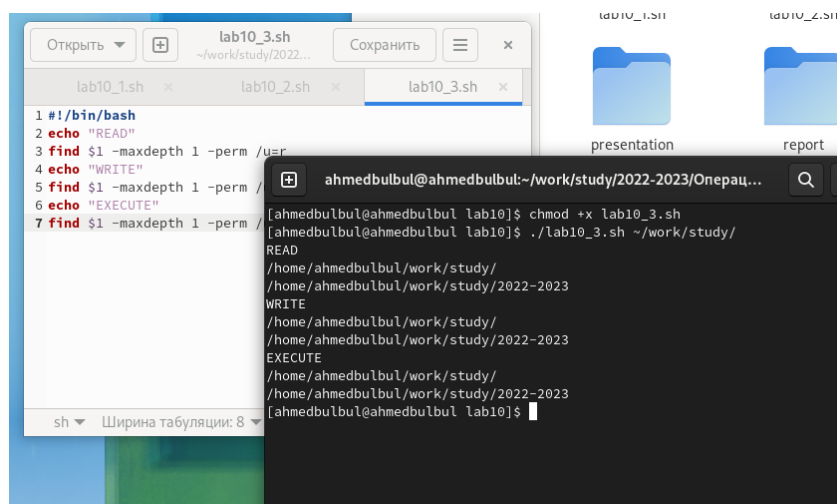 lab10_1.sh
lab10_2.sh
Открыть
lab10_3.sh
~/work/study/2022...
Сохранить
lab10_1.sh
lab10_2.sh
lab10_3.sh
1 #!/bin/bash
2 echo "READ"
3 find $1 -maxdepth 1 -perm /u=r
4 echo "WRITE"
5 find $1 -maxdepth 1 -perm /
6 echo "EXECUTE"
7 find $1 -maxdepth 1 -perm /
sh
Ширина табуляции: 8
presentation
report
ahmedbulbul@ahmedbulbul:~/work/study/2022-2023/Операц...
[ahmedbulbul@ahmedbulbul lab10]$ chmod +x lab10_3.sh
[ahmedbulbul@ahmedbulbul lab10]$ ./lab10_3.sh ~/work/study/
READ
/home/ahmedbulbul/work/study/
/home/ahmedbulbul/work/study/2022-2023
WRITE
/home/ahmedbulbul/work/study/
/home/ahmedbulbul/work/study/2022-2023
EXECUTE
/home/ahmedbulbul/work/study/
/home/ahmedbulbul/work/study/2022-2023
[ahmedbulbul@ahmedbulbul lab10]$